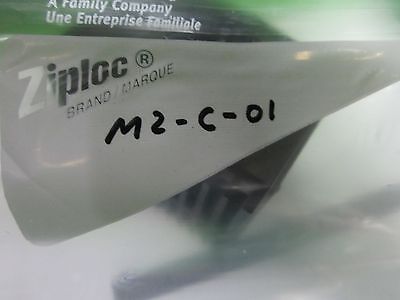 A Family Company
Une Entreprise Familiale
Ziploc ®
BRAND / MARQUE
M2-C-01